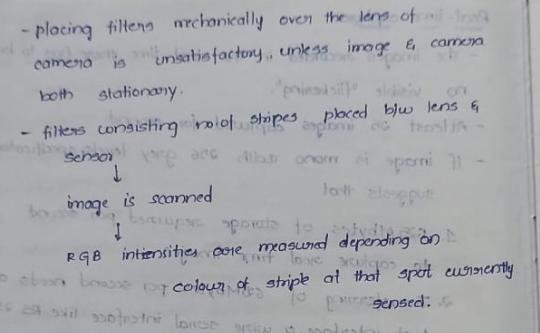 - placing filters mechanically over the lens of
camera is unsatisfactory, unless image & camera
both stationary.
- filters consisting no.of stripes placed b/w lens &
sensor
↓
image is scanned
↓
RGB intensities are measured depending on
colour of striple at that spot currently
sensed.